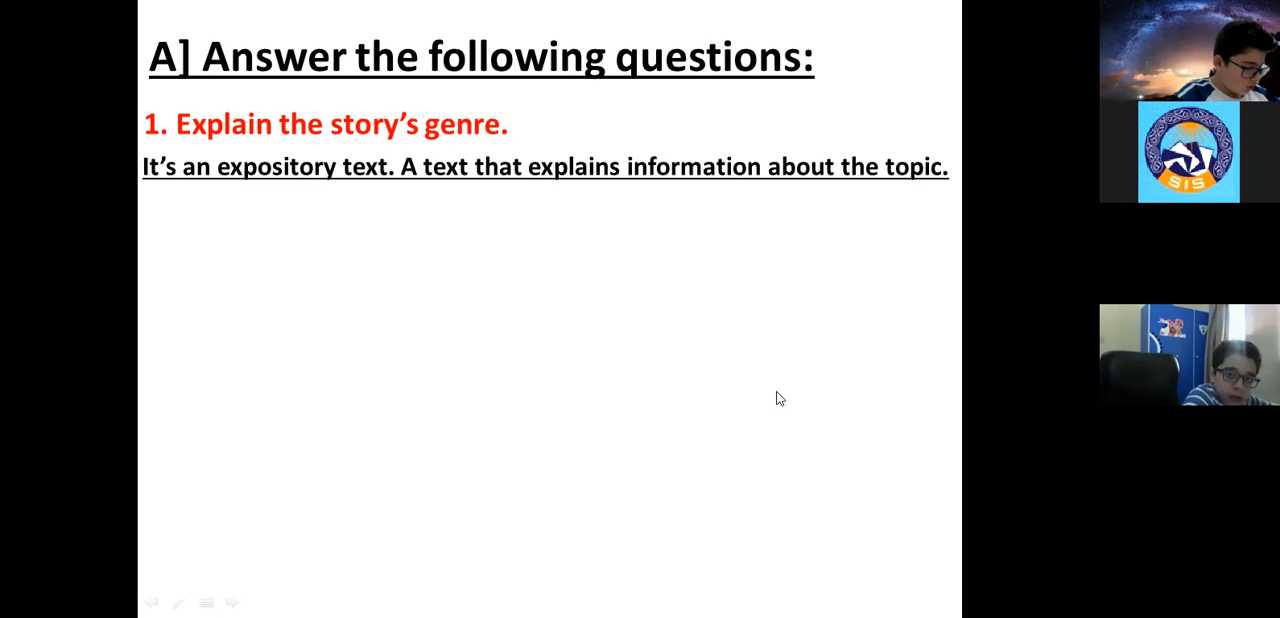 A] Answer the following questions:
1. Explain the story's genre.
It's an expository text. A text that explains information about the topic.
SIS